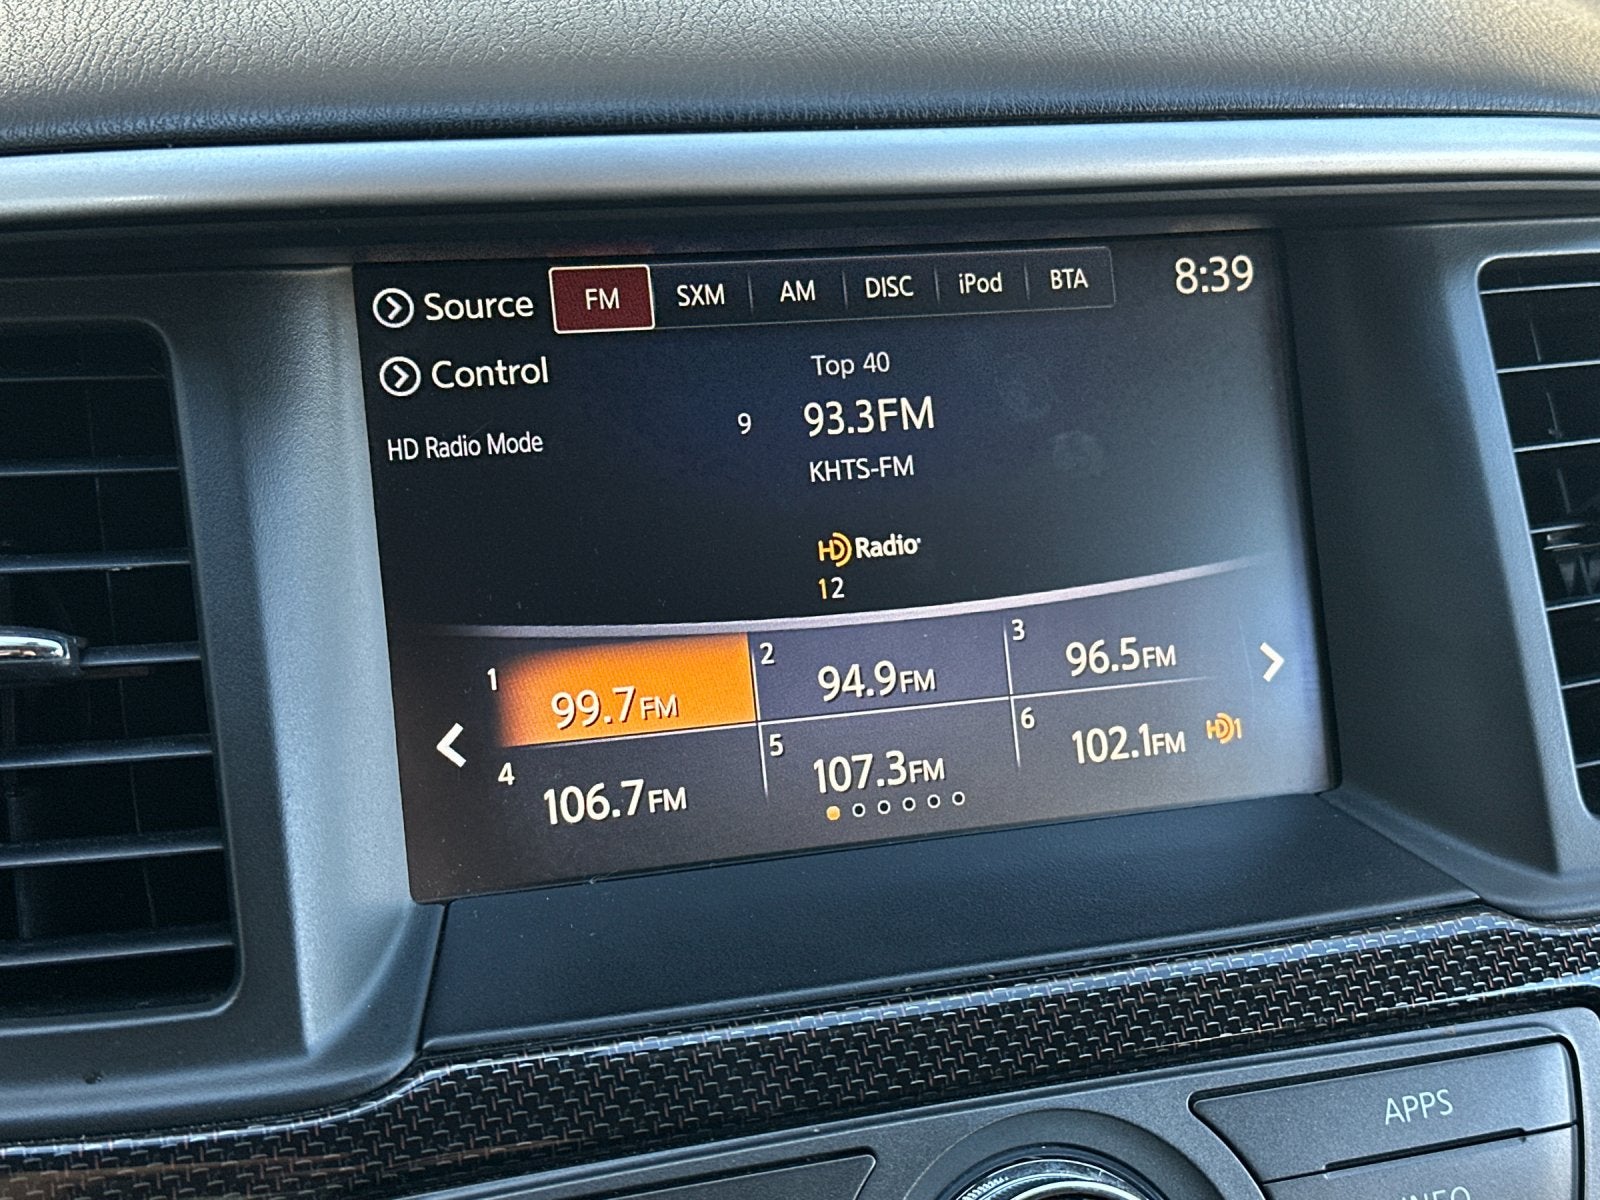 Source FM SXM AM DISC iPod BTA 8:39
Control
Top 40
9 93.3FM
HD Radio Mode
KHTS-FM
HD Radio
12
1 99.7FM 2 94.9FM 3 96.5FM
4 106.7FM 5 107.3FM 6 102.1FM HD1
APPS
INFO